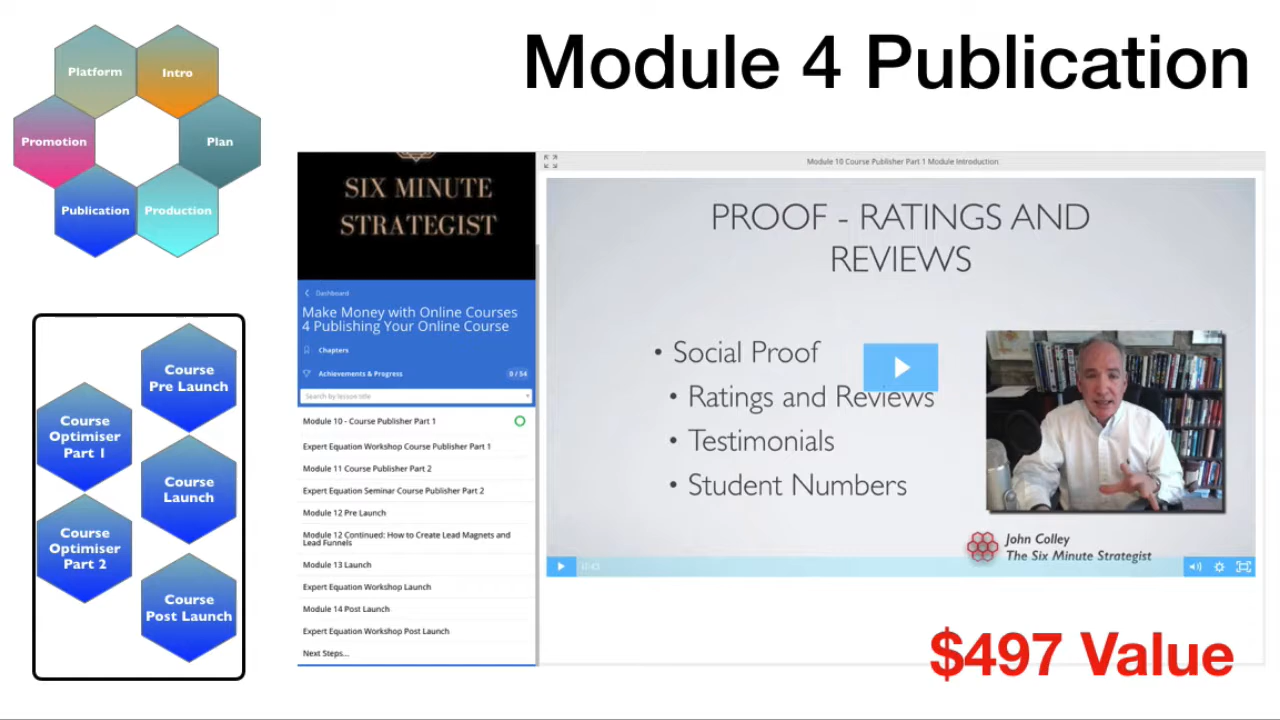 Module 4 Publication
Platform
Intro
Promotion
Plan
Publication
Production
Course
Pre Launch
Course
Optimiser
Part 1
Course
Launch
Course
Optimiser
Part 2
Course
Post Launch
SIX MINUTE
STRATEGIST
Dashboard
Make Money with Online Courses
4 Publishing Your Online Course
Chapters
Achievements & Progress
0 / 54
Search by lesson title
Module 10 - Course Publisher Part 1
Expert Equation Workshop Course Publisher Part 1
Module 11 Course Publisher Part 2
Expert Equation Seminar Course Publisher Part 2
Module 12 Pre Launch
Module 12 Continued: How to Create Lead Magnets and
Lead Funnels
Module 13 Launch
Expert Equation Workshop Launch
Module 14 Post Launch
Expert Equation Workshop Post Launch
Next Steps...
Module 10 Course Publisher Part 1 Module Introduction
PROOF - RATINGS AND
REVIEWS
• Social Proof
• Ratings and Reviews
• Testimonials
• Student Numbers
John Colley
The Six Minute Strategist
$497 Value